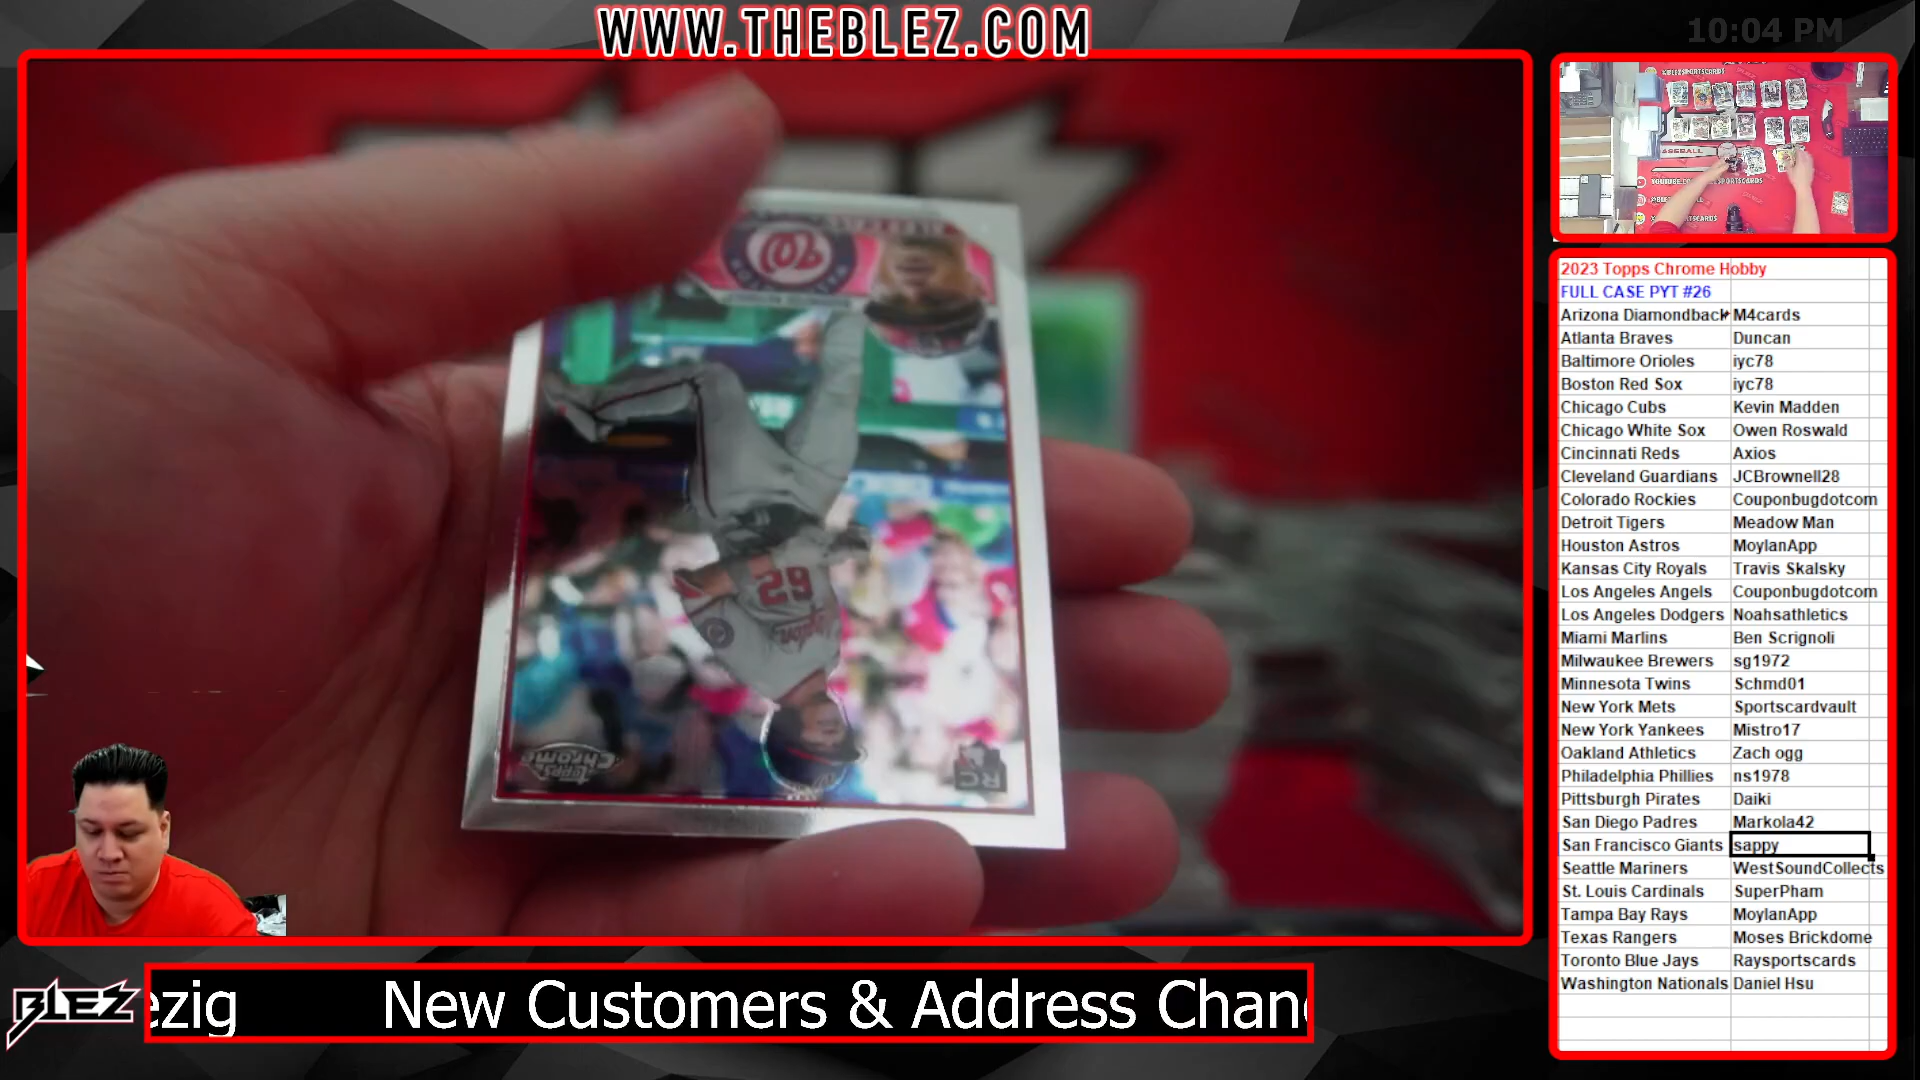 WWW.THEBLEZ.COM
10:04 PM
2023 Topps Chrome Hobby
FULL CASE PYT #26
Arizona Diamondback M4cards
Atlanta Braves Duncan
Baltimore Orioles iyc78
Boston Red Sox iyc78
Chicago Cubs Kevin Madden
Chicago White Sox Owen Roswald
Cincinnati Reds Axios
Cleveland Guardians JCBrownell28
Colorado Rockies Couponbugdotcom
Detroit Tigers Meadow Man
Houston Astros MoylanApp
Kansas City Royals Travis Skalsky
Los Angeles Angels Couponbugdotcom
Los Angeles Dodgers Noahsathletics
Miami Marlins Ben Scrignoli
Milwaukee Brewers sg1972
Minnesota Twins Schmd01
New York Mets Sportscardvault
New York Yankees Mistro17
Oakland Athletics Zach ogg
Philadelphia Phillies ns1978
Pittsburgh Pirates Daiki
San Diego Padres Markola42
San Francisco Giants sappy
Seattle Mariners WestSoundCollects
St. Louis Cardinals SuperPham
Tampa Bay Rays MoylanApp
Texas Rangers Moses Brickdome
Toronto Blue Jays Raysportscards
Washington Nationals Daniel Hsu
W
29
Topps Chrome
RC
BLEZ
ezig New Customers & Address Chan